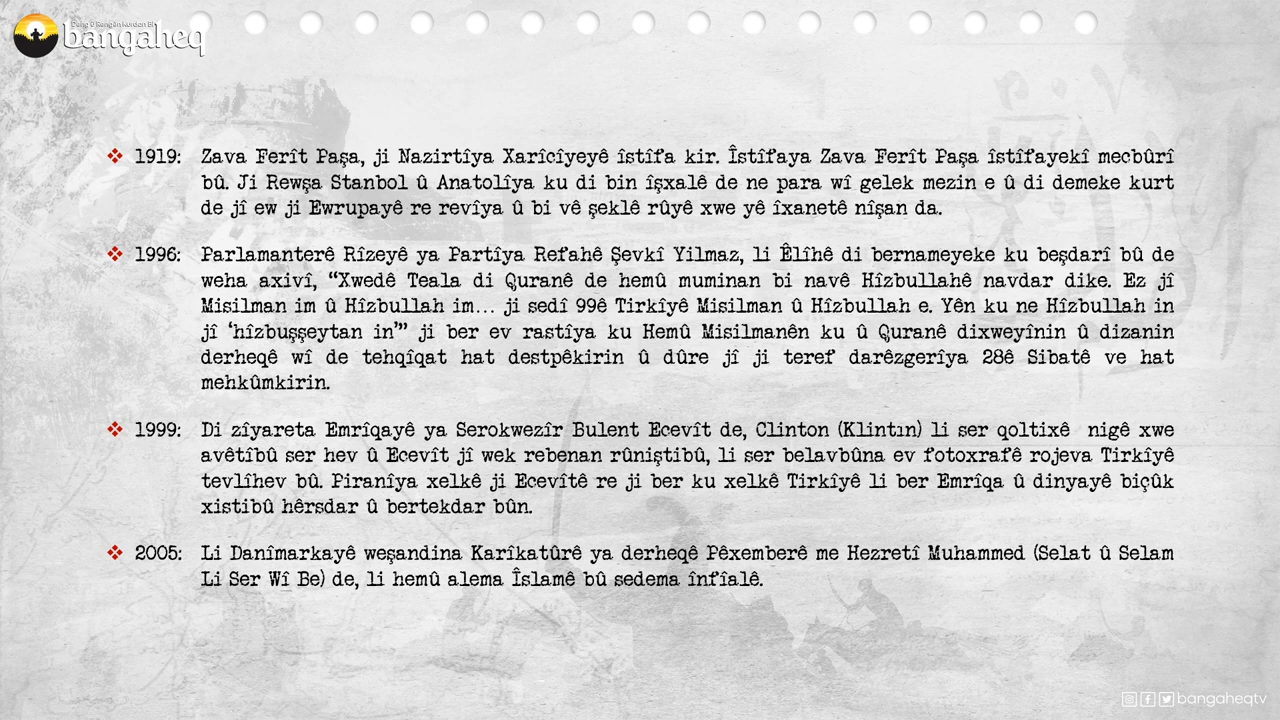 Deng û Rengên Kurdan Bi
bangaheq
❖ 1919: Zava Ferît Paşa, ji Nazirtîya Xarîcîyeyê îstîfa kir. Îstîfaya Zava Ferît Paşa îstîfayekî mecbûrî
bû. Ji Rewşa Stanbol û Anatolîya ku di bin îşxalê de ne para wî gelek mezin e û di demeke kurt
de jî ew ji Ewrupayê re revîya û bi vê şeklê rûyê xwe yê îxanetê nîşan da.
❖ 1996: Parlamanterê Rîzeyê ya Partîya Refahê Şevkî Yilmaz, li Êlîhê di bernameyeke ku beşdarî bû de
weha axivî, “Xwedê Teala di Quranê de hemû muminan bi navê Hîzbullahê navdar dike. Ez jî
Misilman im û Hîzbullah im… ji sedî 99ê Tirkîyê Misilman û Hîzbullah e. Yên ku ne Hîzbullah in
jî ‘hîzbuşşeytan in’” ji ber ev rastîya ku Hemû Misilmanên ku û Quranê dixweyînin û dizanin
derheqê wî de tehqîqat hat destpêkirin û dûre jî ji teref darêzgerîya 28ê Sibatê ve hat
mehkûmkirin.
❖ 1999: Di zîyareta Emrîqayê ya Serokwezîr Bulent Ecevît de, Clinton (Klintın) li ser qoltixê nigê xwe
avêtîbû ser hev û Ecevît jî wek rebenan rûniştibû, li ser belavbûna ev fotoxrafê rojeva Tirkîyê
tevlîhev bû. Piranîya xelkê ji Ecevîtê re ji ber ku xelkê Tirkîyê li ber Emrîqa û dinyayê biçûk
xistibû hêrsdar û bertekdar bûn.
❖ 2005: Li Danîmarkayê weşandina Karîkatûrê ya derheqê Pêxemberê me Hezretî Muhammed (Selat û Selam
Li Ser Wî Be) de, li hemû alema Îslamê bû sedema înfîalê.
bangaheqtv